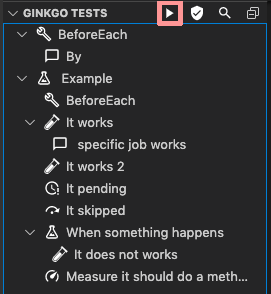 GINKGO TESTS
BeforeEach
By
Example
BeforeEach
It works
specific job works
It works 2
It pending
It skipped
When something happens
It does not works
Measure it should do a meth...